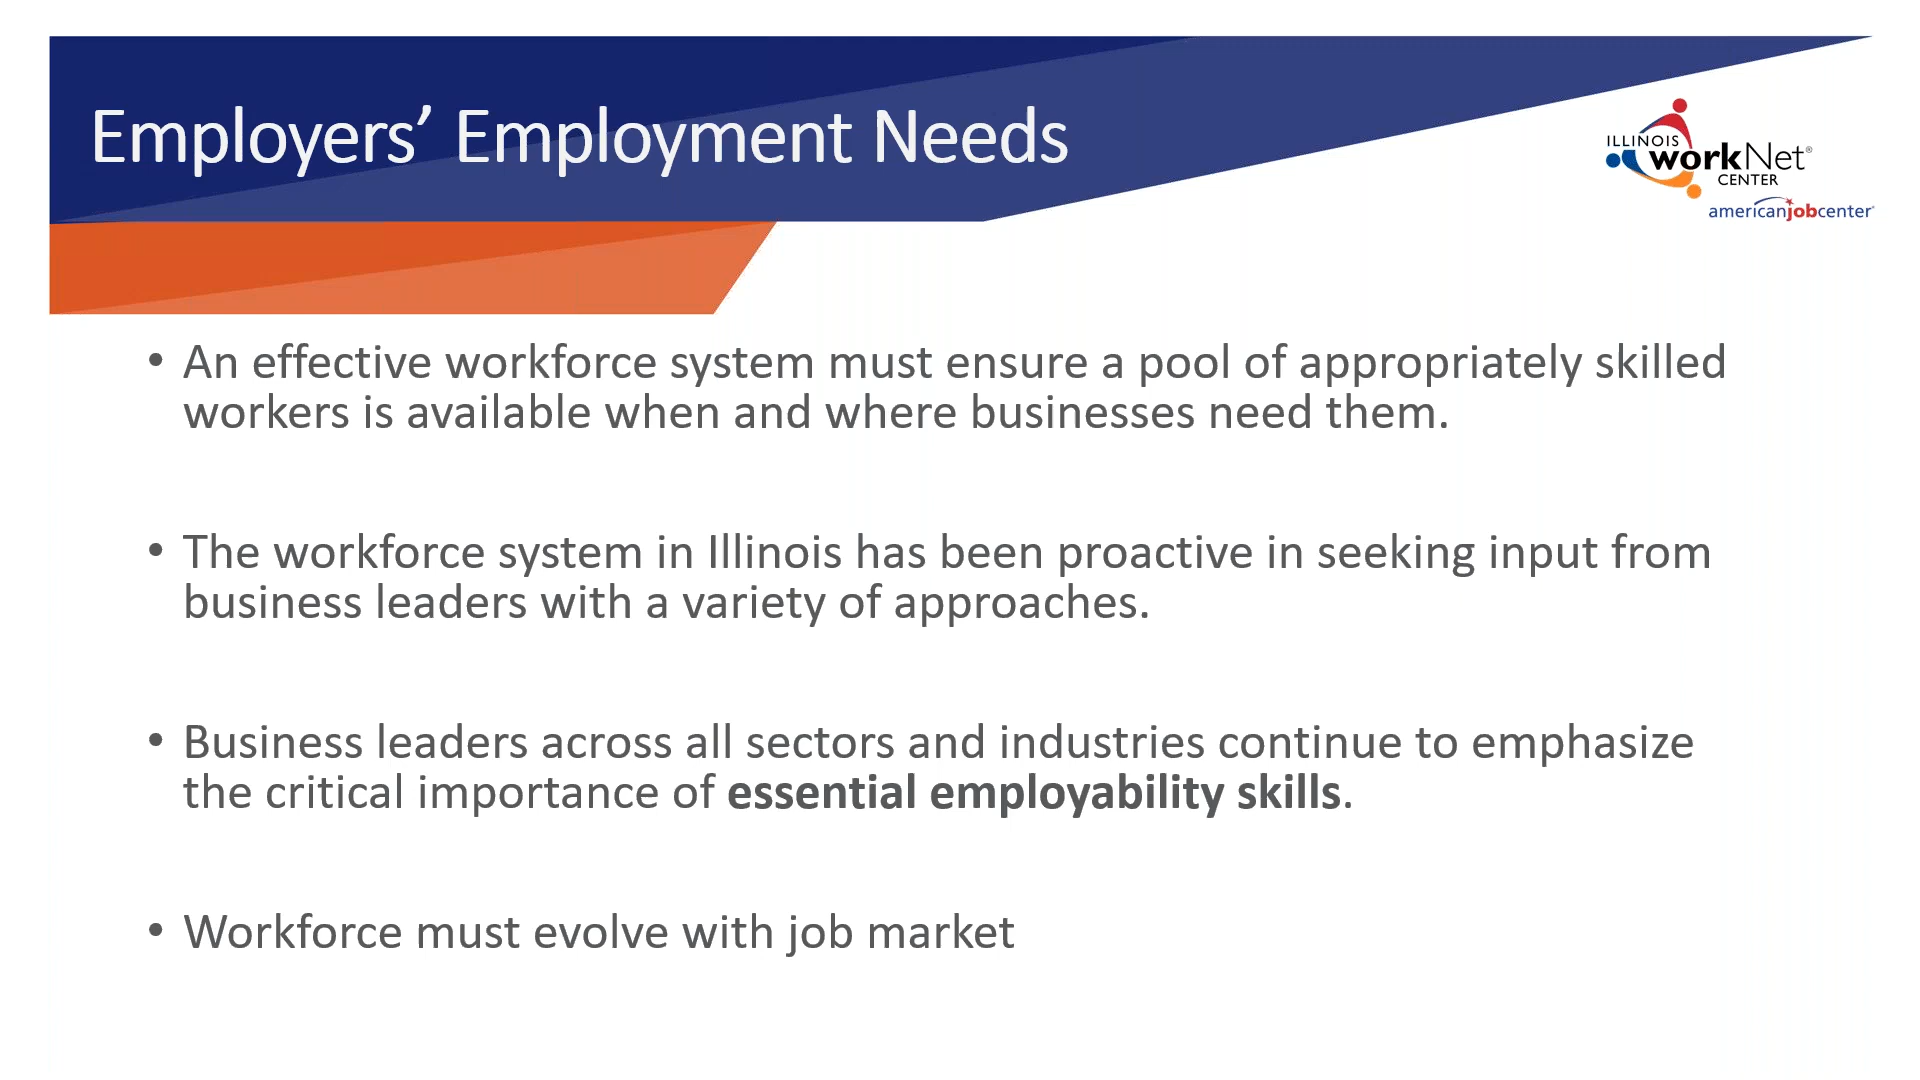 Employers’ Employment Needs
ILLINOIS
workNet®
CENTER
americanjobcenter
• An effective workforce system must ensure a pool of appropriately skilled
workers is available when and where businesses need them.
• The workforce system in Illinois has been proactive in seeking input from
business leaders with a variety of approaches.
• Business leaders across all sectors and industries continue to emphasize
the critical importance of essential employability skills.
• Workforce must evolve with job market